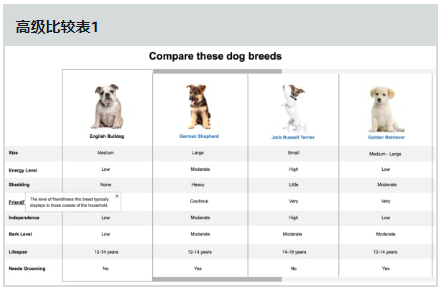 高级比较表1
Compare these dog breeds
English Bulldog German Shepherd Jack Russell Terrier Golden Retriever
Size Medium Large Small Medium - Large
Energy Level Low Moderate High Low
Shedding None Heavy Little Moderate
Friendl Cautious Very Very
The level of friendliness this breed typically x
displays to those outside of the household.
Independence Low Moderate High Low
Bark Level Low Moderate Moderate Moderate
Lifespan 12-14 years 12-14 years 14-16 years 12-14 years
Needs Grooming No Yes No Yes